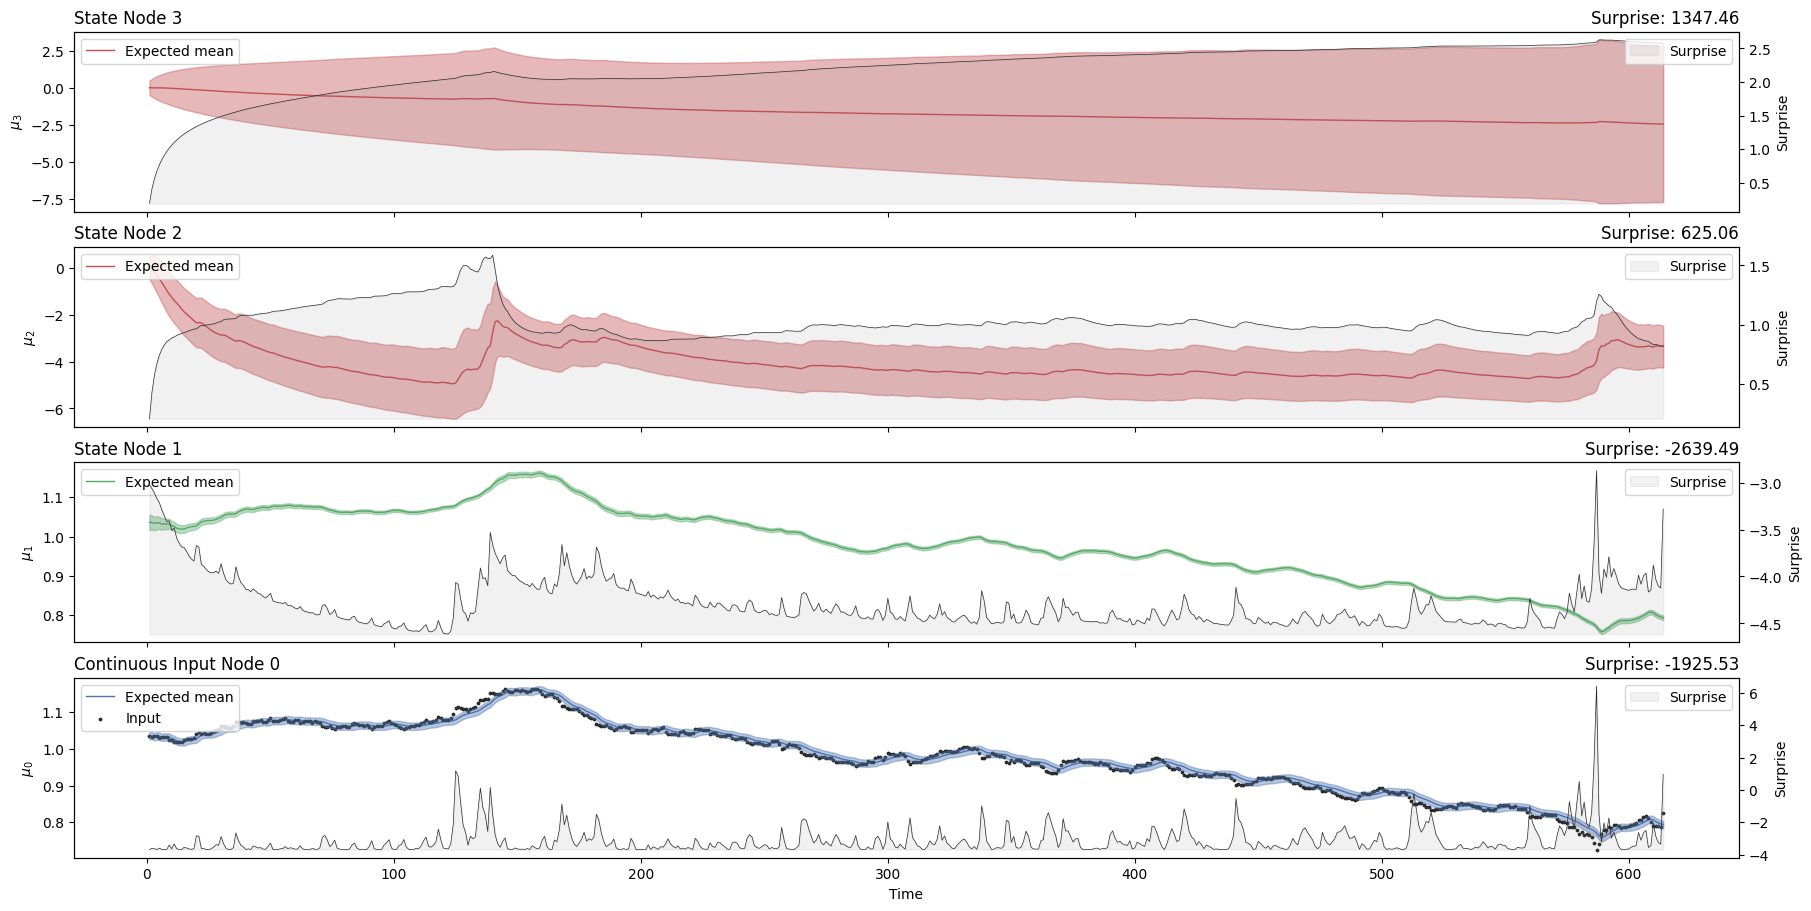 State Node 3 Surprise: 1347.46
Expected mean
Surprise
μ3
2.5
0.0
−2.5
−5.0
−7.5
2.5
2.0
1.5
1.0
0.5
Surprise
State Node 2 Surprise: 625.06
Expected mean
Surprise
μ2
0
−2
−4
−6
1.5
1.0
0.5
Surprise
State Node 1 Surprise: -2639.49
Expected mean
Surprise
μ1
1.1
1.0
0.9
0.8
−3.0
−3.5
−4.0
−4.5
Surprise
Continuous Input Node 0 Surprise: -1925.53
Expected mean
Input
Surprise
μ0
1.1
1.0
0.9
0.8
6
4
2
0
−2
−4
Surprise
0 100 200 300 400 500 600
Time